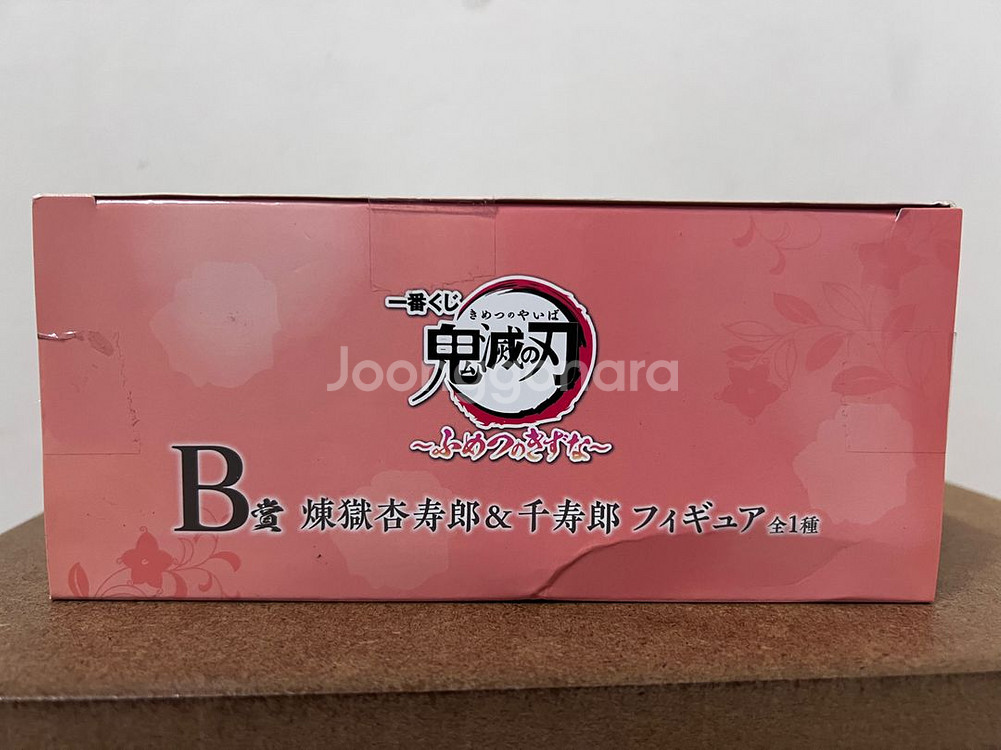 一番くじ
きめつのやいば
鬼滅の刃
Joonggonara
～ふめつのきずな～
B賞 煉獄杏寿郎&千寿郎 フィギュア 全1種